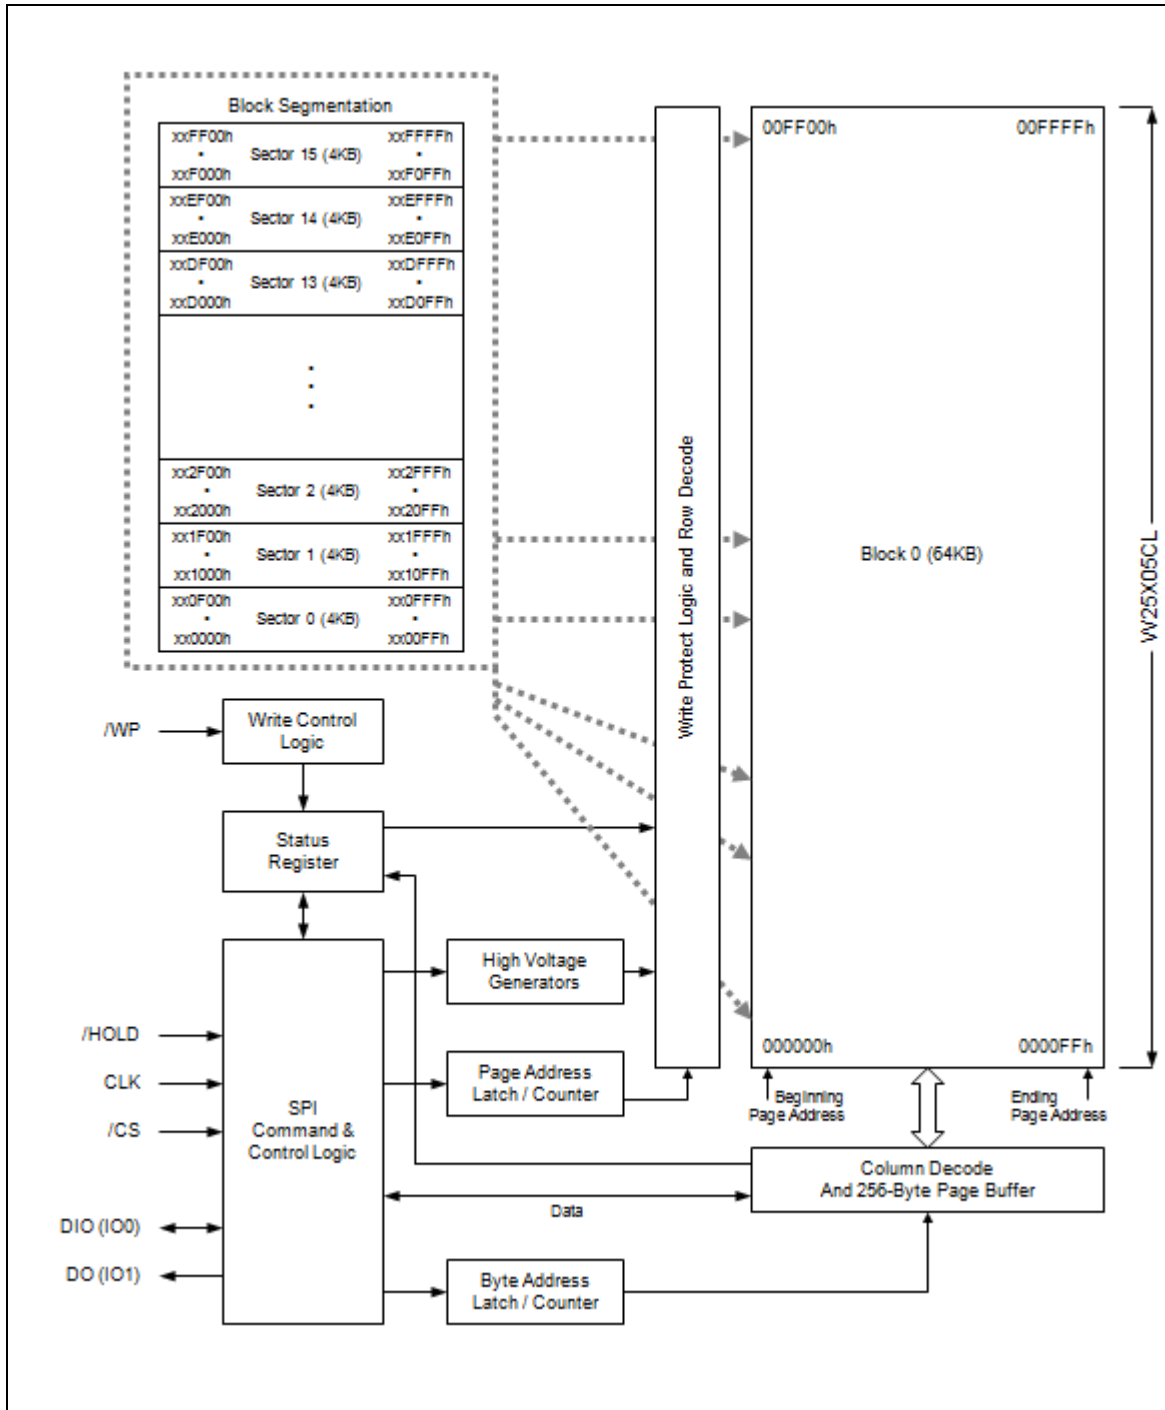 Block Segmentation
xxFF00h xxFFFFh
· Sector 15 (4KB) ·
xxF000h xxF0FFh
xxEF00h xxEFFFh
· Sector 14 (4KB) ·
xxE000h xxE0FFh
xxDF00h xxDFFFh
· Sector 13 (4KB) ·
xxD000h xxD0FFh
xx2F00h xx2FFFh
· Sector 2 (4KB) ·
xx2000h xx20FFh
xx1F00h xx1FFFh
· Sector 1 (4KB) ·
xx1000h xx10FFh
xx0F00h xx0FFFh
· Sector 0 (4KB) ·
xx0000h xx00FFh
Write Protect Logic and Row Decode
00FF00h 00FFFFh
Block 0 (64KB)
000000h 0000FFh
W25X05CL
Beginning
Page Address
Ending
Page Address
/WP
Write Control
Logic
Status
Register
High Voltage
Generators
/HOLD
CLK
/CS
DIO (IO0)
DO (IO1)
SPI
Command &
Control Logic
Page Address
Latch / Counter
Column Decode
And 256-Byte Page Buffer
Data
Byte Address
Latch / Counter